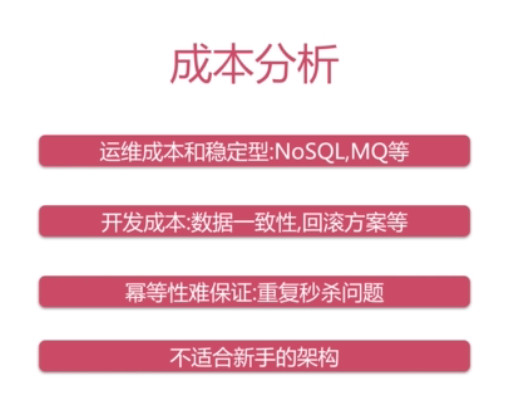 成本分析
运维成本和稳定型:NoSQL,MQ等
开发成本:数据一致性,回滚方案等
幂等性难保证:重复秒杀问题
不适合新手的架构